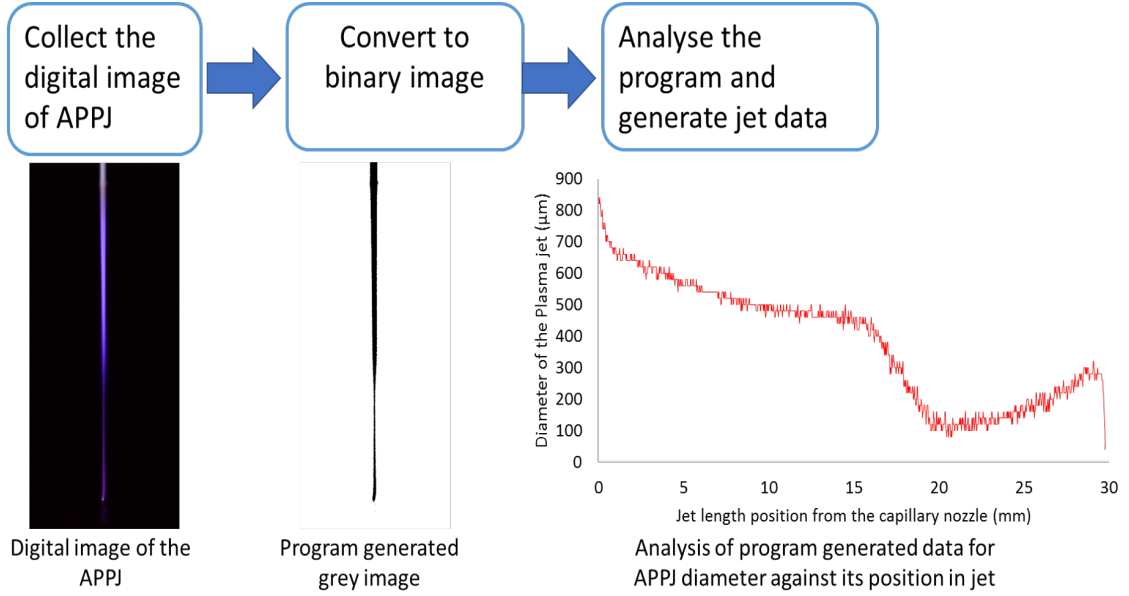 Collect the
digital image
of APPJ
Convert to
binary image
Analyse the
program and
generate jet data
Diameter of the Plasma jet (μm)
900
800
700
600
500
400
300
200
100
0
0 5 10 15 20 25 30
Jet length position from the capillary nozzle (mm)
Digital image of the
APPJ
Program generated
grey image
Analysis of program generated data for
APPJ diameter against its position in jet